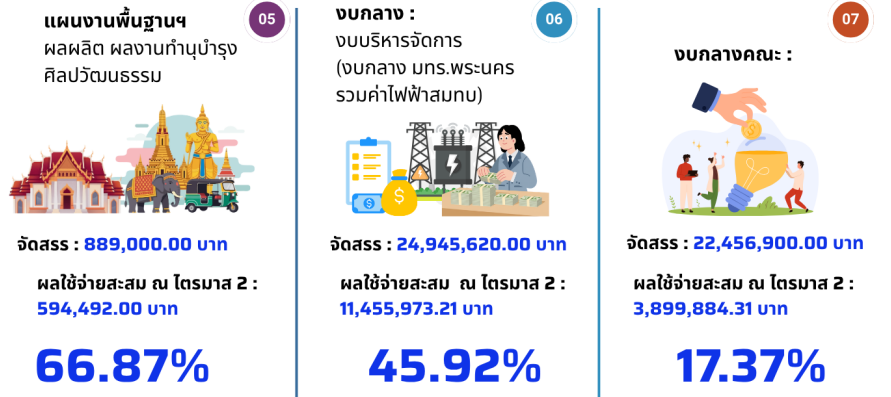 แผนงานพื้นฐานฯ
05
ผลผลิต ผลงานทำนุบำรุง
ศิลปวัฒนธรรม
จัดสรร : 889,000.00 บาท
ผลใช้จ่ายสะสม ณ ไตรมาส 2 :
594,492.00 บาท
66.87%
งบกลาง :
06
งบบริหารจัดการ
(งบกลาง มทร.พระนคร
รวมค่าไฟฟ้าสมทบ)
จัดสรร : 24,945,620.00 บาท
ผลใช้จ่ายสะสม ณ ไตรมาส 2 :
11,455,973.21 บาท
45.92%
07
งบกลางคณะ :
จัดสรร : 22,456,900.00 บาท
ผลใช้จ่ายสะสม ณ ไตรมาส 2 :
3,899,884.31 บาท
17.37%